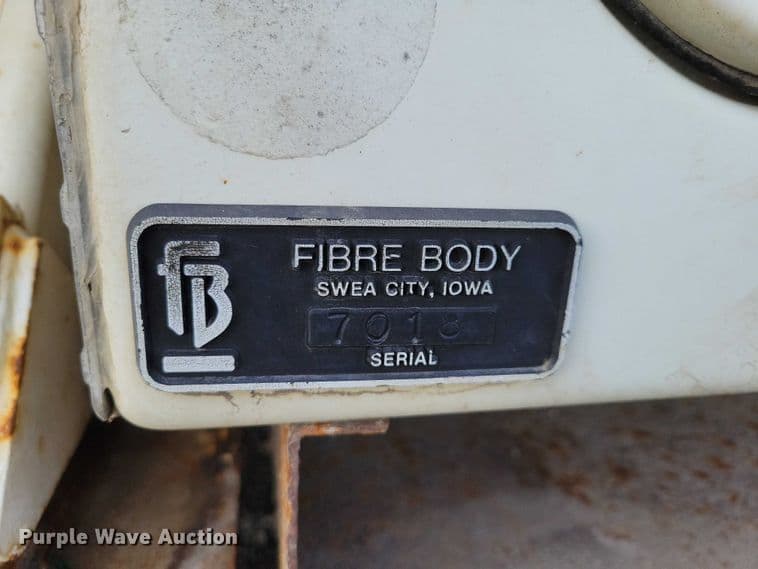 FB
FIBRE BODY
SWEA CITY, IOWA
7018
SERIAL
Purple Wave Auction